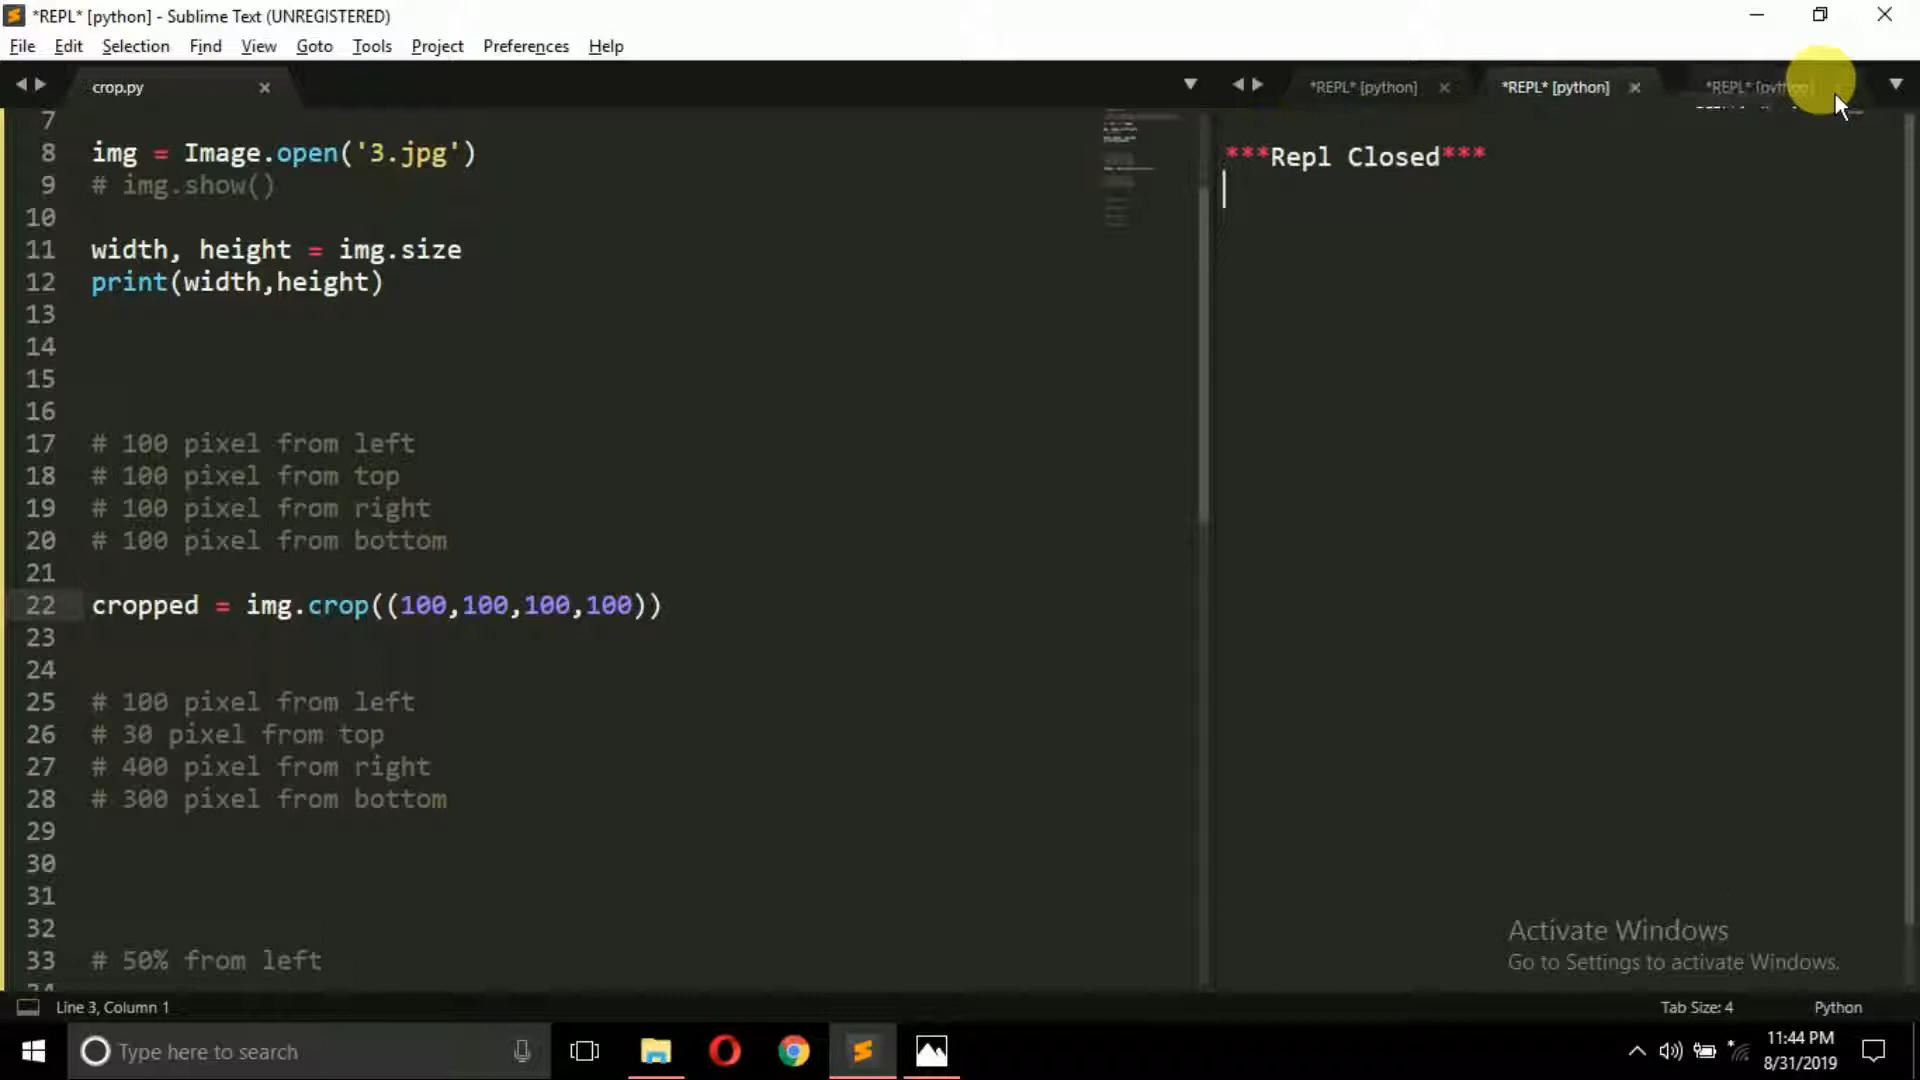 *REPL* [python] - Sublime Text (UNREGISTERED)
File Edit Selection Find View Goto Tools Project Preferences Help
crop.py
*REPL* [python] *REPL* [python] *REPL* [python]
7
8 img = Image.open('3.jpg')
9 # img.show()
10
11 width, height = img.size
12 print(width,height)
13
14
15
16
17 # 100 pixel from left
18 # 100 pixel from top
19 # 100 pixel from right
20 # 100 pixel from bottom
21
22 cropped = img.crop((100,100,100,100))
23
24
25 # 100 pixel from left
26 # 30 pixel from top
27 # 400 pixel from right
28 # 300 pixel from bottom
29
30
31
32
33 # 50% from left
***Repl Closed***
Activate Windows
Go to Settings to activate Windows.
Line 3, Column 1
Tab Size: 4 Python
Type here to search
11:44 PM
8/31/2019